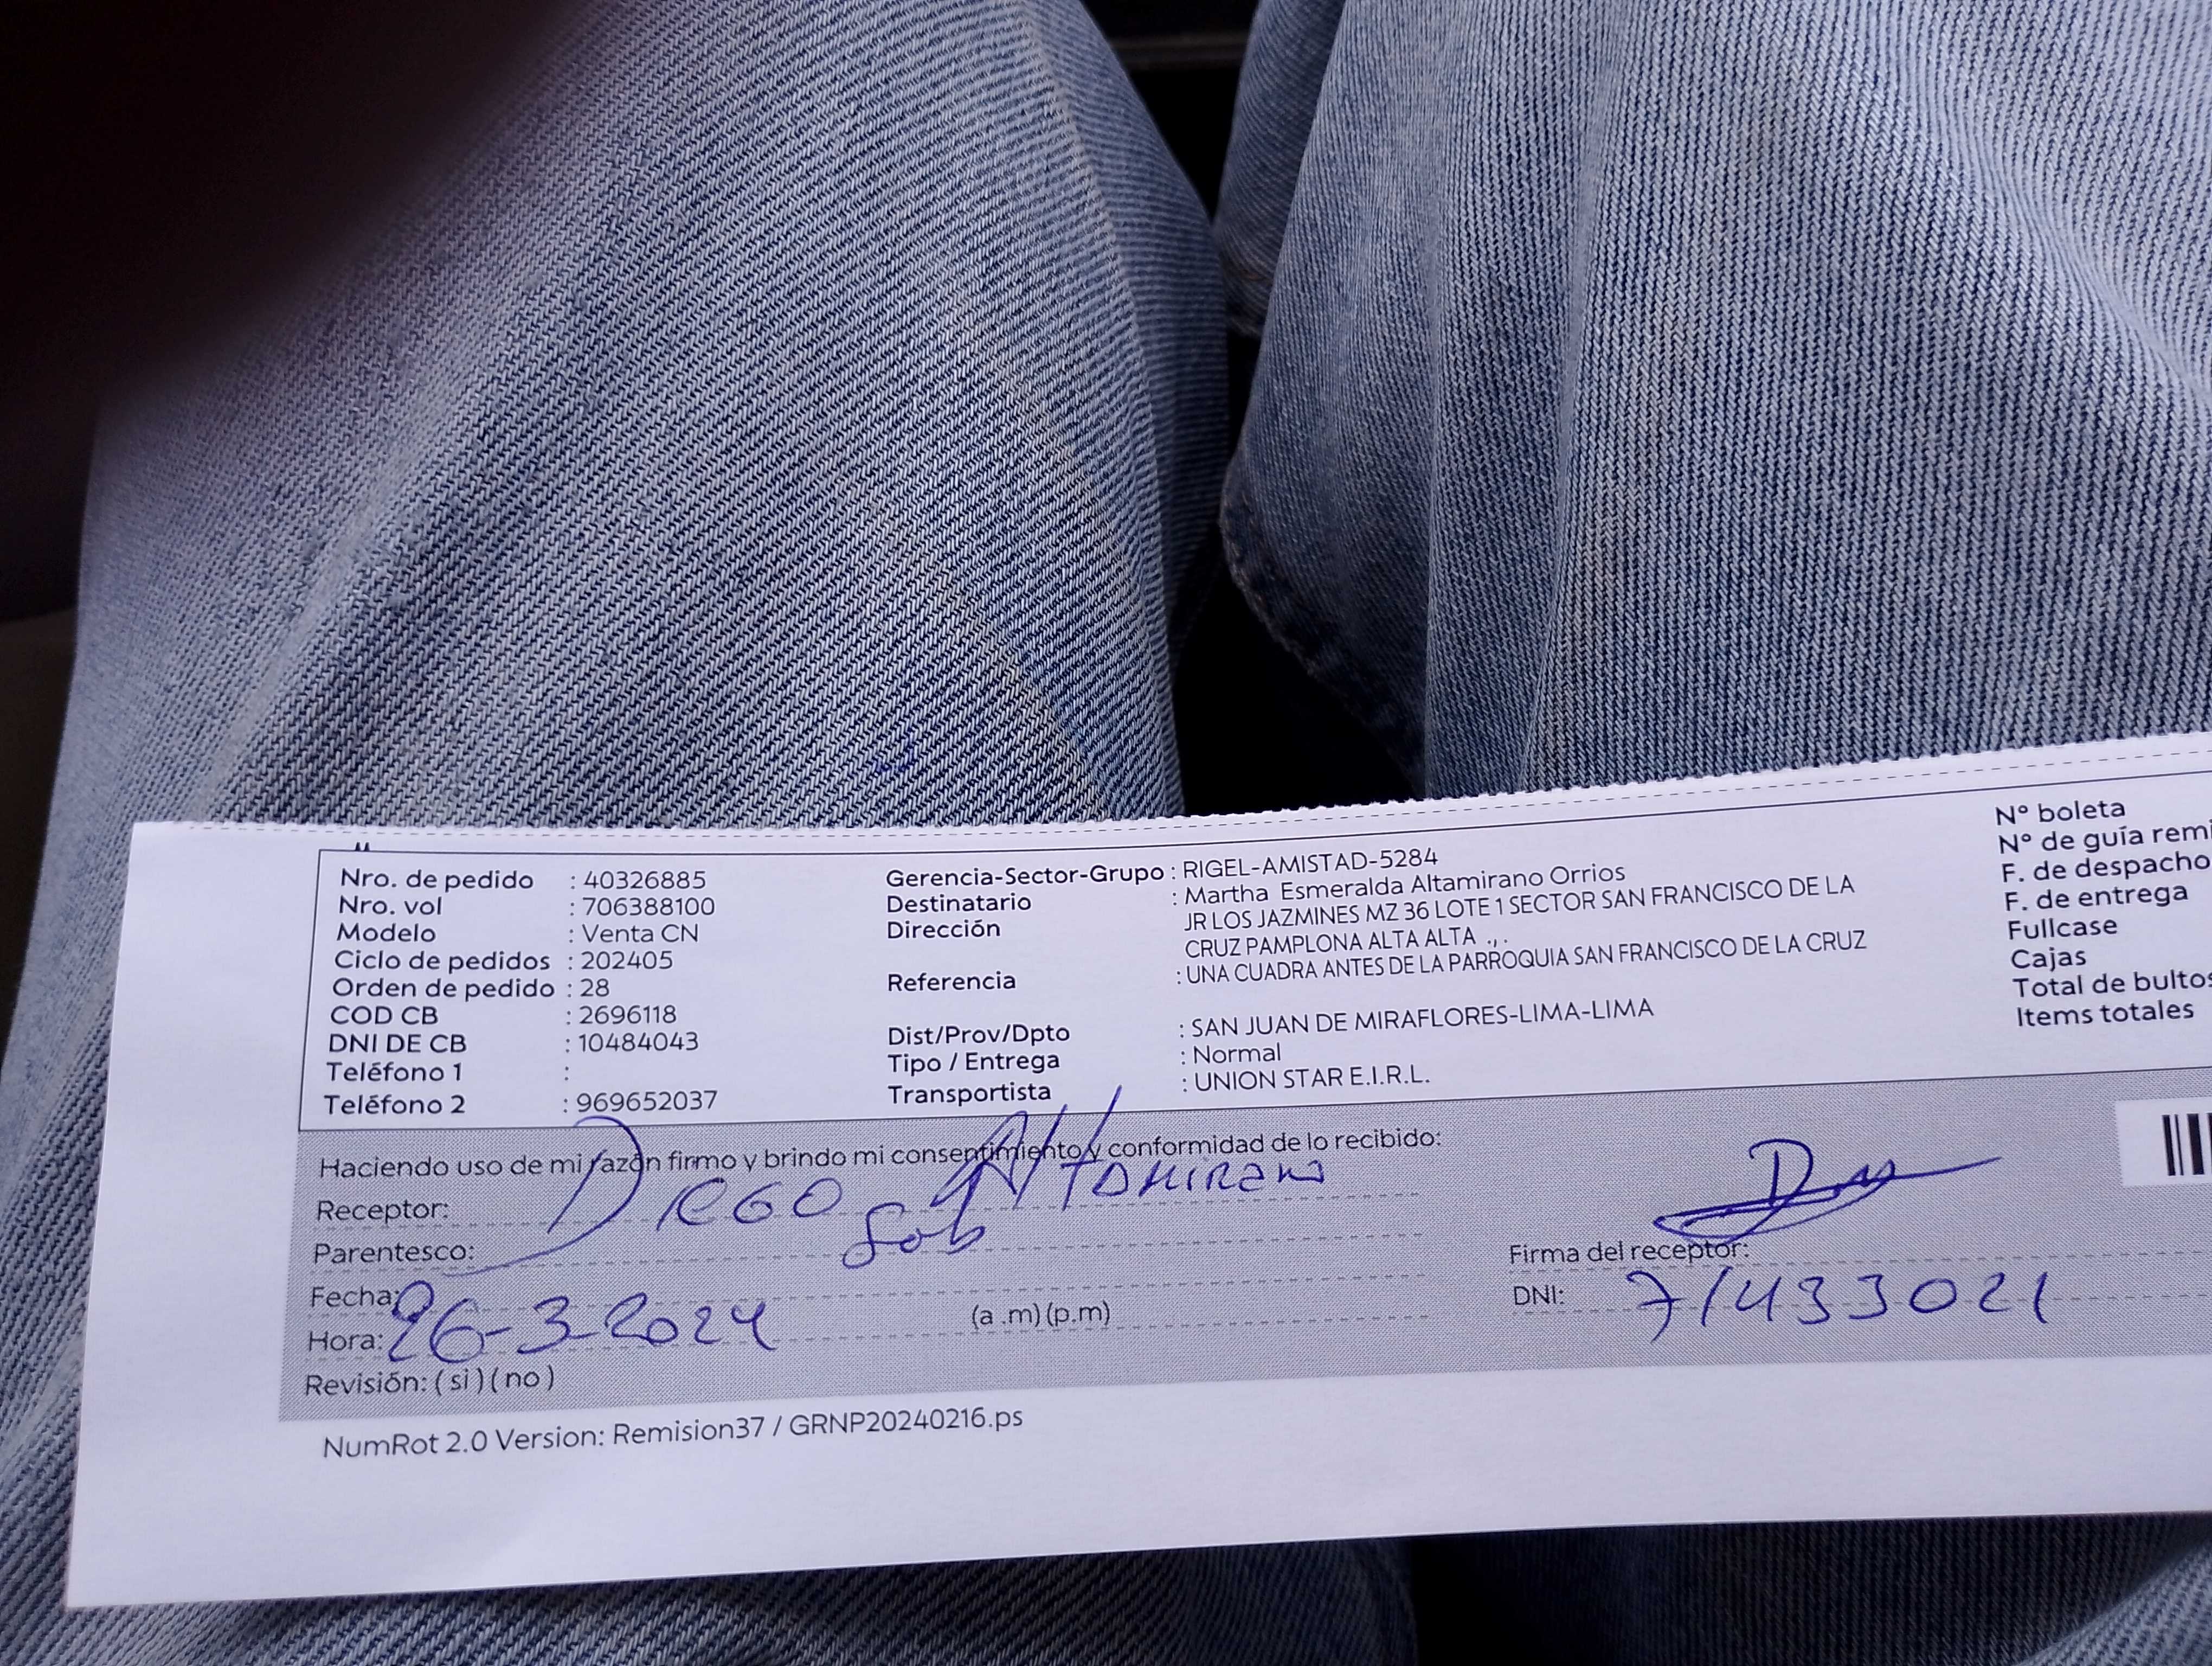 Nro. de pedido : 40326885
Nro. vol : 706388100
Modelo : Venta CN
Ciclo de pedidos : 202405
Orden de pedido : 28
COD CB : 2696118
DNI DE CB : 10484043
Teléfono 1 :
Teléfono 2 : 969652037
Gerencia-Sector-Grupo : RIGEL-AMISTAD-5284
Destinatario : Martha Esmeralda Altamirano Orrios
Dirección JR LOS JAZMINES MZ 36 LOTE 1 SECTOR SAN FRANCISCO DE LA
CRUZ PAMPLONA ALTA ALTA .,.
Referencia : UNA CUADRA ANTES DE LA PARROQUIA SAN FRANCISCO DE LA CRUZ
Dist/Prov/Dpto : SAN JUAN DE MIRAFLORES-LIMA-LIMA
Tipo / Entrega : Normal
Transportista : UNION STAR E.I.R.L.
N° boleta
N° de guía remi
F. de despacho
F. de entrega
Fullcase
Cajas
Total de bultos
Items totales
Haciendo uso de mi razón firmo y brindo mi consentimiento y conformidad de lo recibido:
Receptor: Diego Altamirano
Parentesco: Sob
Fecha: 26-3-2024
Hora: (a .m) (p.m)
Revisión: ( si ) ( no )
Firma del receptor:
DNI: 71433021
NumRot 2.0 Version: Remision37 / GRNP20240216.ps